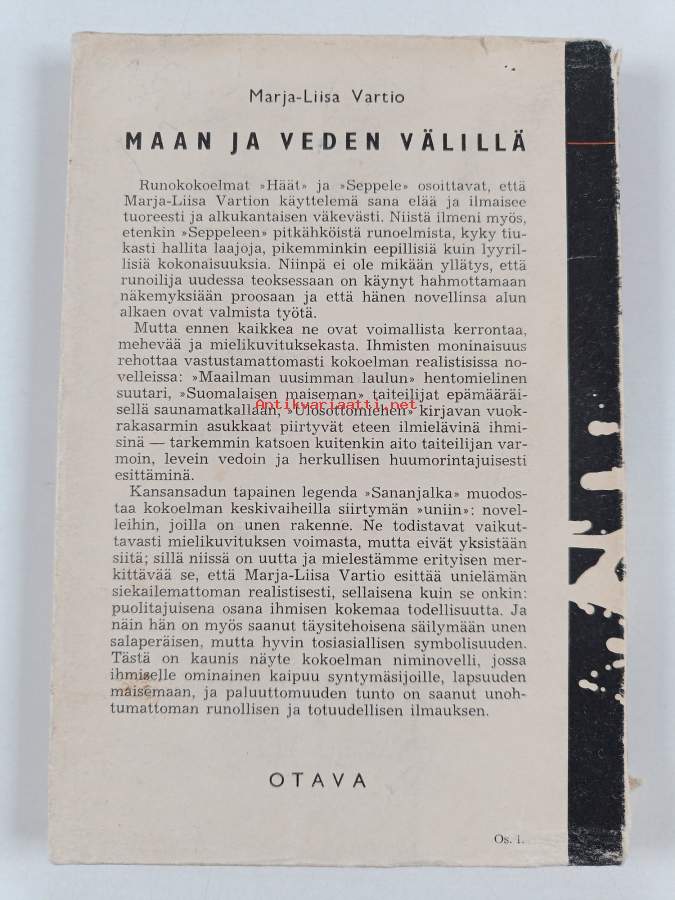 Marja-Liisa Vartio
MAAN JA VEDEN VÄLILLÄ
Runokokoelmat »Häät» ja »Seppele» osoittavat, että
Marja-Liisa Vartion käyttelemä sana elää ja ilmaisee
tuoreesti ja alkukantaisen väkevästi. Niistä ilmeni myös,
etenkin »Seppeleen» pitkähköistä runoelmista, kyky tiu-
kasti hallita laajoja, pikemminkin eepillisiä kuin lyyril-
lisiä kokonaisuuksia. Niinpä ei ole mikään yllätys, että
runoilija uudessa teoksessaan on käynyt hahmottamaan
näkemyksiään proosaan ja että hänen novellinsa alun
alkaen ovat valmista työtä.
Mutta ennen kaikkea ne ovat voimallista kerrontaa,
mehevää ja mielikuvituksekasta. Ihmisten moninaisuus
rehottaa vastustamattomasti kokoelman realistisissa no-
velleissa: »Maailman uusimman laulun» hentomielinen
suutari, »Suomalaisen maiseman» taiteilijat epämääräi-
sellä saunamatkallaan, »Ulosottomiehen» kirjavan vuok-
Antikvariaatti.net
rakasarmin asukkaat piirtyvät eteen ilmielävinä ihmi-
sinä — tarkemmin katsoen kuitenkin aito taiteilijan var-
moin, levein vedoin ja herkullisen huumorintajuisesti
esittäminä.
Kansansadun tapainen legenda »Sananjalka» muodos-
taa kokoelman keskivaiheilla siirtymän »uniin»: novel-
leihin, joilla on unen rakenne. Ne todistavat vaikut-
tavasti mielikuvituksen voimasta, mutta eivät yksistään
siitä; sillä niissä on uutta ja mielestämme erityisen mer-
kittävää se, että Marja-Liisa Vartio esittää unielämän
siekailemattoman realistisesti, sellaisena kuin se onkin:
puolitajuisena osana ihmisen kokemaa todellisuutta. Ja
näin hän on myös saanut täysitehoisena säilymään unen
salaperäisen, mutta hyvin tosiasiallisen symbolisuuden.
Tästä on kaunis näyte kokoelman niminovelli, jossa
ihmiselle ominainen kaipuu syntymäsijoille, lapsuuden
maisemaan, ja paluuttomuuden tunto on saanut unoh-
tumattoman runollisen ja totuudellisen ilmauksen.
OTAVA
Os. 1.